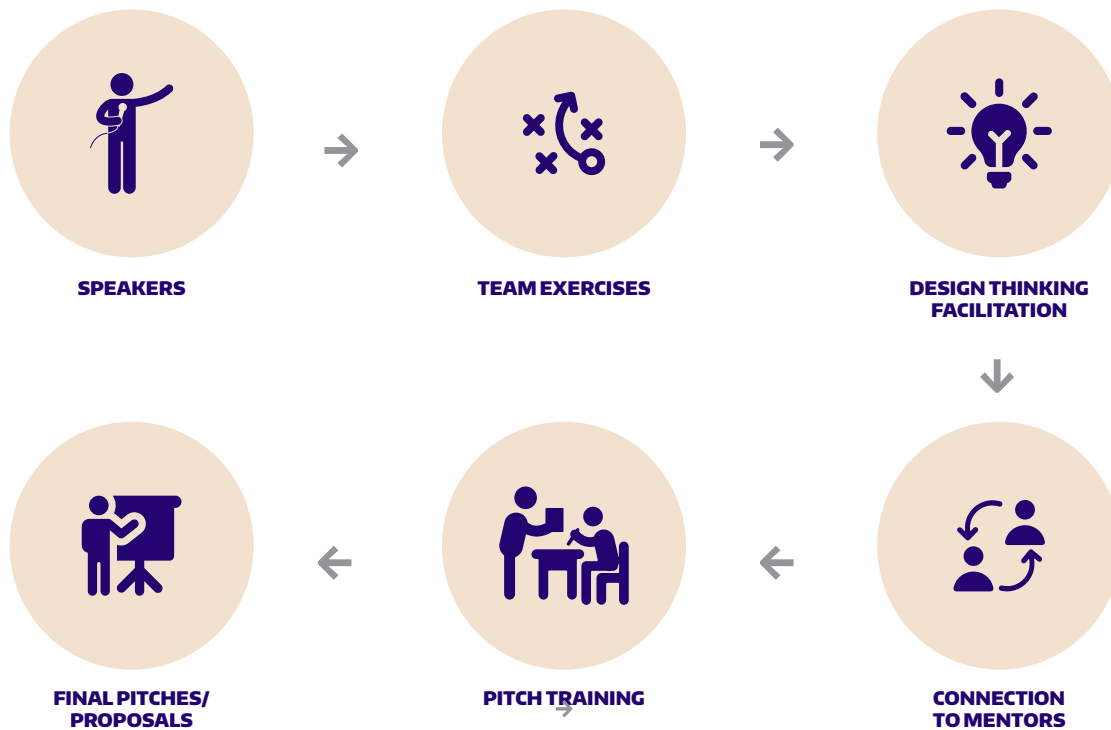 SPEAKERS
TEAM EXERCISES
DESIGN THINKING
FACILITATION
FINAL PITCHES/
PROPOSALS
PITCH TRAINING
CONNECTION
TO MENTORS